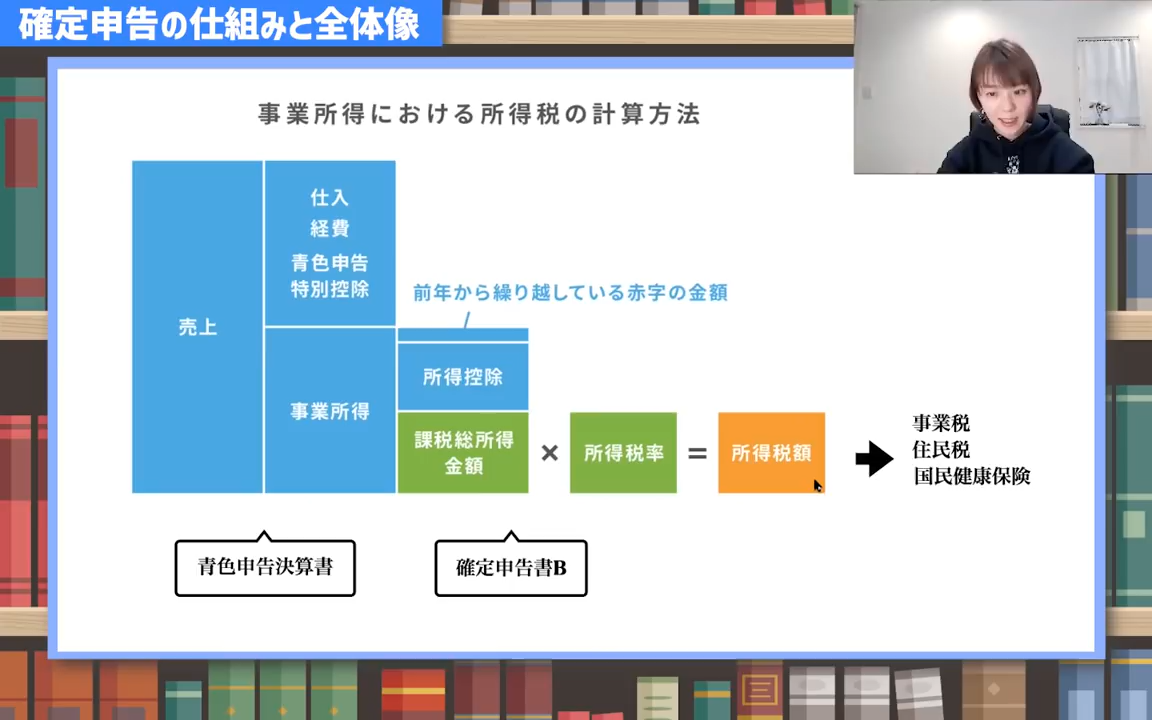 確定申告の仕組みと全体像
事業所得における所得税の計算方法
売上
仕入
経費
青色申告
特別控除
事業所得
前年から繰り越している赤字の金額
所得控除
課税総所得
金額
×
所得税率
=
所得税額
事業税
住民税
国民健康保険
青色申告決算書
確定申告書B